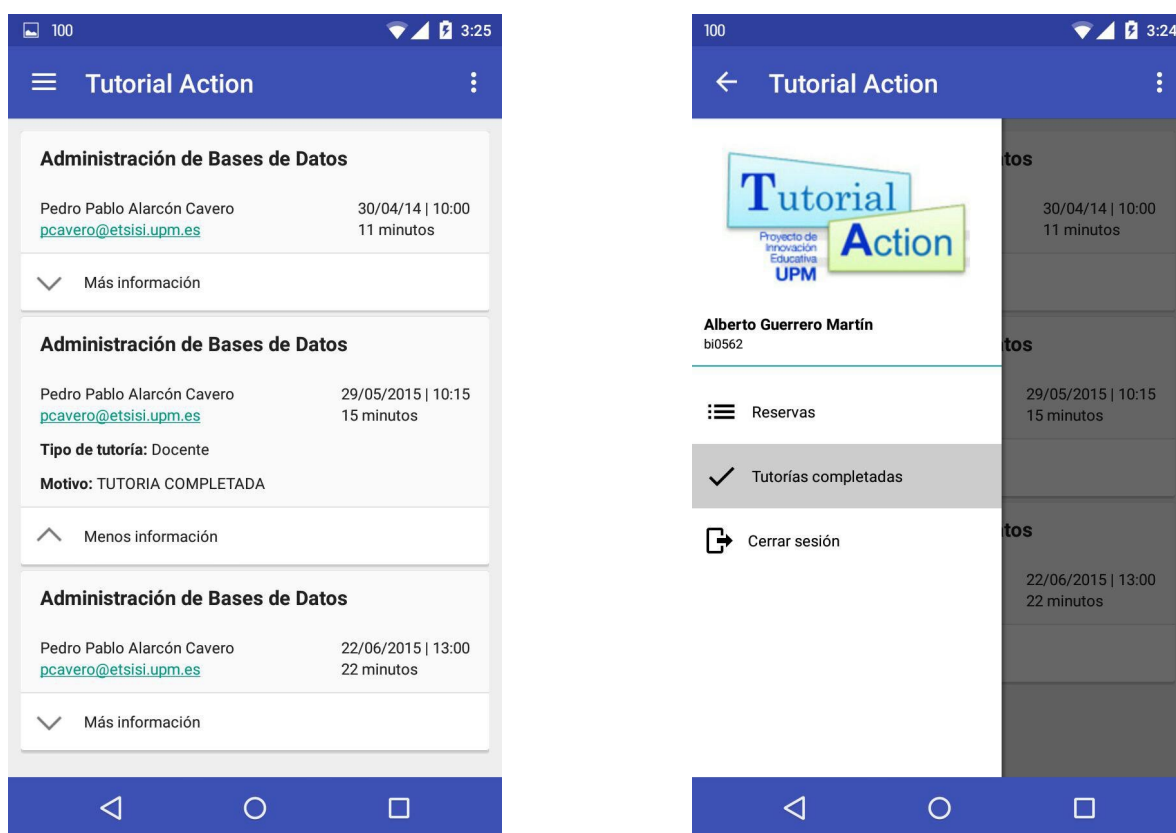 100
3:25
Tutorial Action
Administración de Bases de Datos
Pedro Pablo Alarcón Cavero
30/04/14 | 10:00
pcavero@etsisi.upm.es
11 minutos
Más información
Administración de Bases de Datos
Pedro Pablo Alarcón Cavero
29/05/2015 | 10:15
pcavero@etsisi.upm.es
15 minutos
Tipo de tutoría: Docente
Motivo: TUTORIA COMPLETADA
Menos información
Administración de Bases de Datos
Pedro Pablo Alarcón Cavero
22/06/2015 | 13:00
pcavero@etsisi.upm.es
22 minutos
Más información
100
3:24
Tutorial Action
Tutorial
Proyecto de
Innovación
Educativa
UPM
Action
Alberto Guerrero Martín
bi0562
Reservas
Tutorías completadas
Cerrar sesión
tos
30/04/14 | 10:00
11 minutos
tos
29/05/2015 | 10:15
15 minutos
tos
22/06/2015 | 13:00
22 minutos